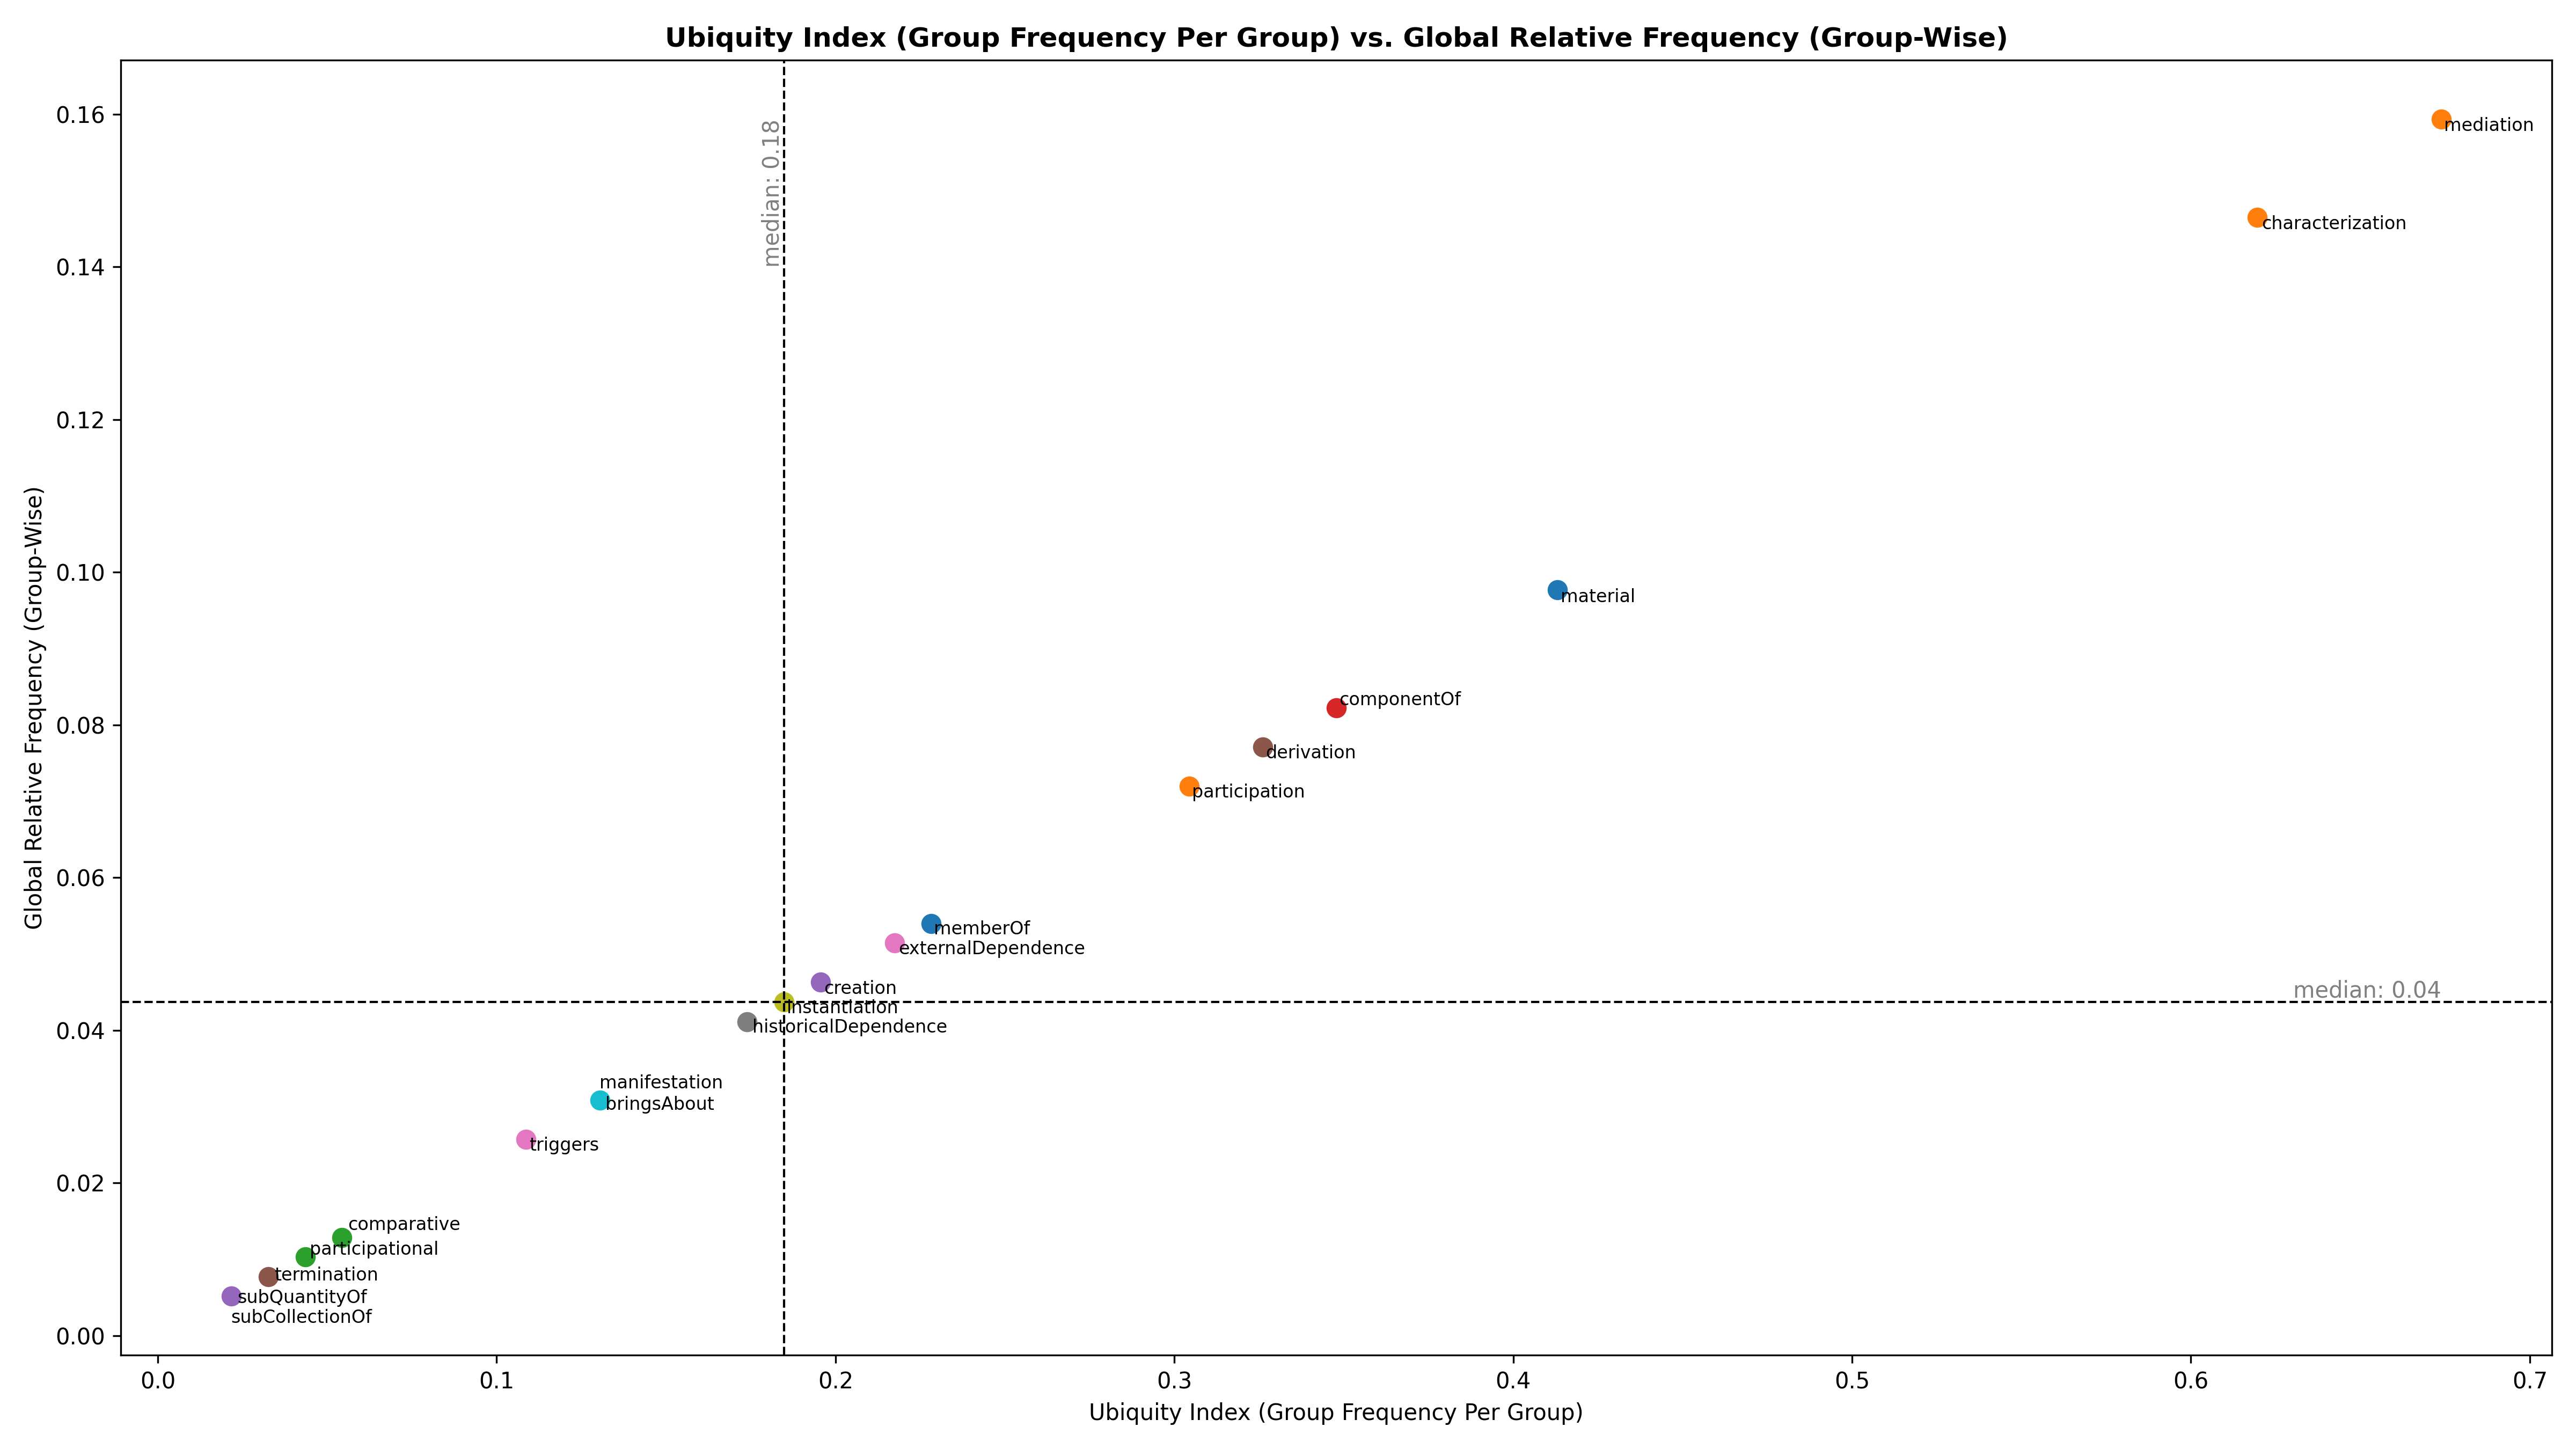 Ubiquity Index (Group Frequency Per Group) vs. Global Relative Frequency (Group-Wise)
Global Relative Frequency (Group-Wise)
0.16
0.14
0.12
0.10
0.08
0.06
0.04
0.02
0.00
median: 0.18
mediation
characterization
material
componentOf
derivation
participation
memberOf
externalDependence
creation
median: 0.04
instantiation
historicalDependence
manifestation
bringsAbout
triggers
comparative
participational
termination
subQuantityOf
subCollectionOf
0.0
0.1
0.2
0.3
0.4
0.5
0.6
0.7
Ubiquity Index (Group Frequency Per Group)